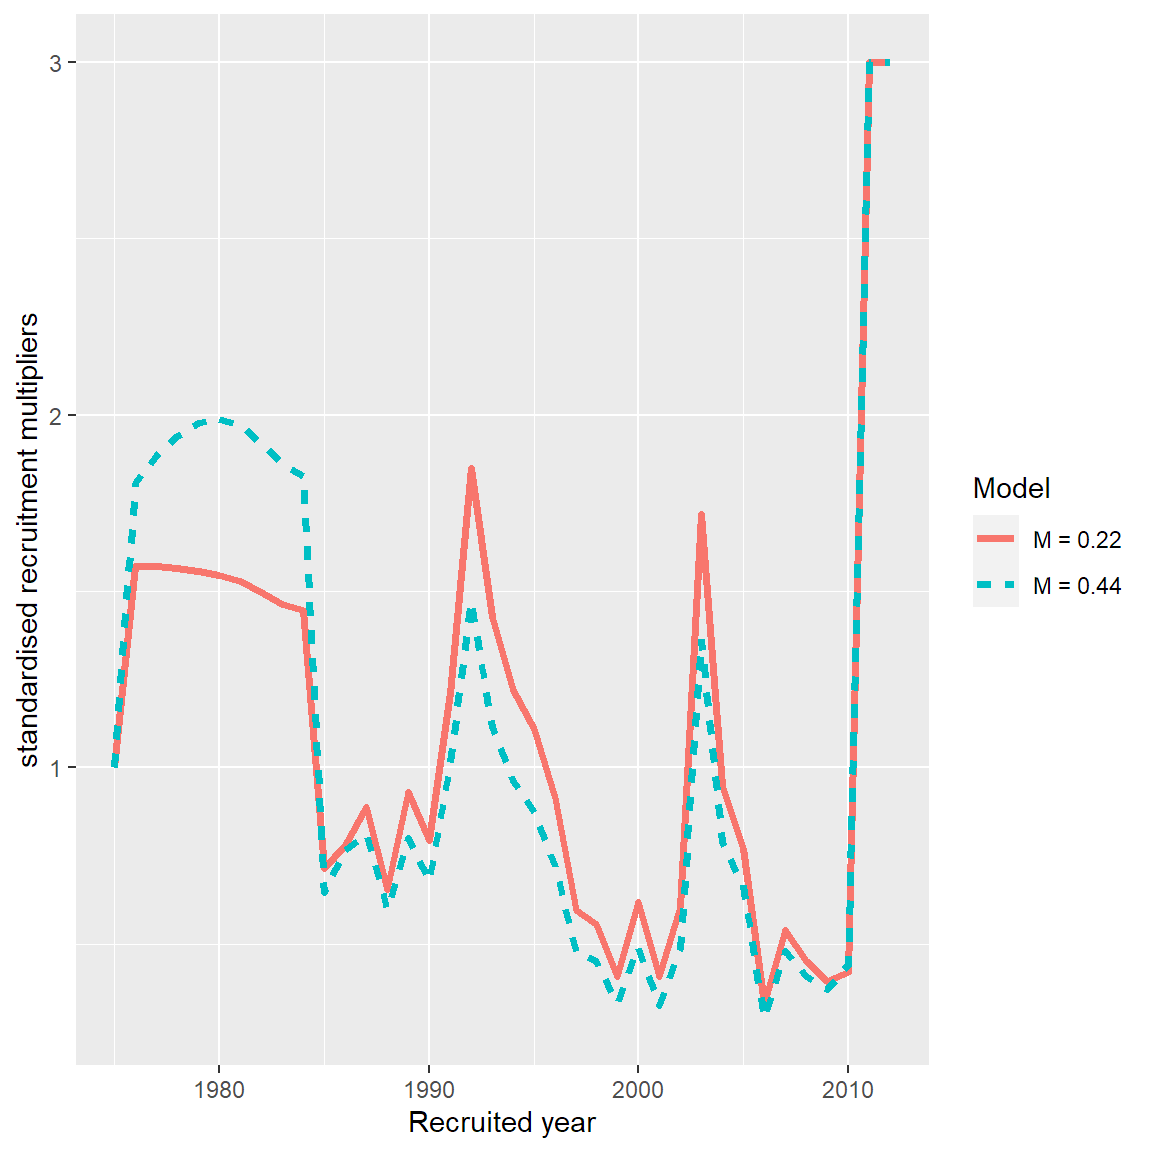 3
2
1
standardised recruitment multipliers
1980 1990 2000 2010
Recruited year
Model
M = 0.22
M = 0.44